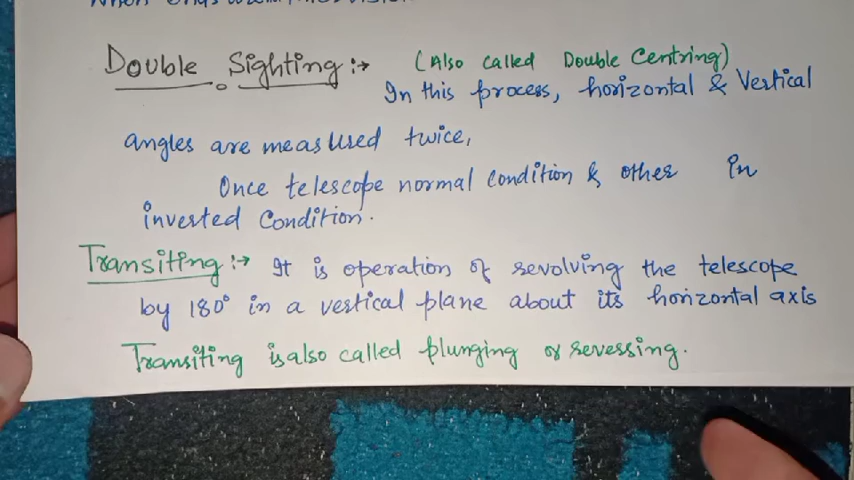 Double Sighting :→ (Also called Double Centring)
In this process, horizontal & Vertical
angles are measured twice,
Once telescope normal condition & other in
inverted Condition.
Transiting :→ It is operation of revolving the telescope
by 180° in a vertical plane about its horizontal axis
Transiting is also called plunging or reversing.